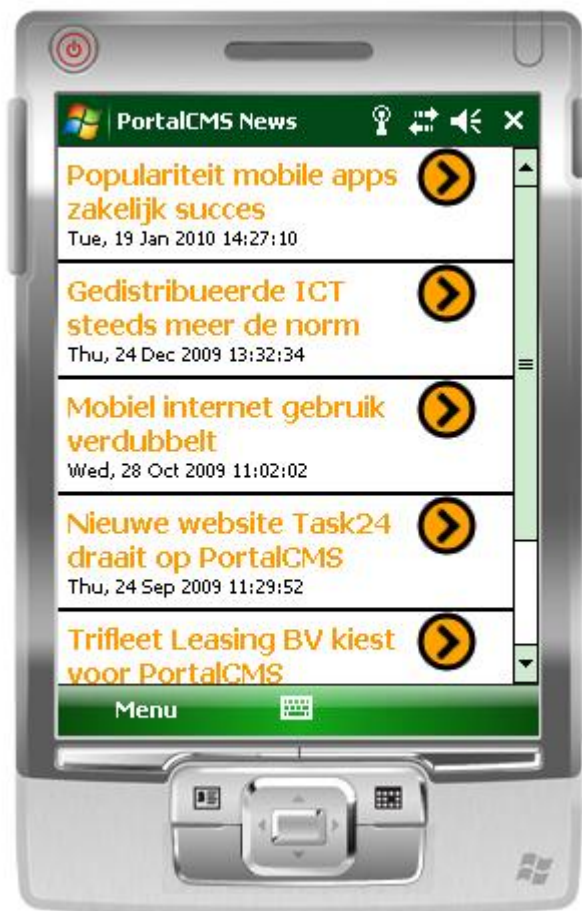 PortalCMS News
Populariteit mobile apps
zakelijk succes
Tue, 19 Jan 2010 14:27:10
Gedistribueerde ICT
steeds meer de norm
Thu, 24 Dec 2009 13:32:34
Mobiel internet gebruik
verdubbelt
Wed, 28 Oct 2009 11:02:02
Nieuwe website Task24
draait op PortalCMS
Thu, 24 Sep 2009 11:29:52
Trifleet Leasing BV kiest
voor PortalCMS
Menu